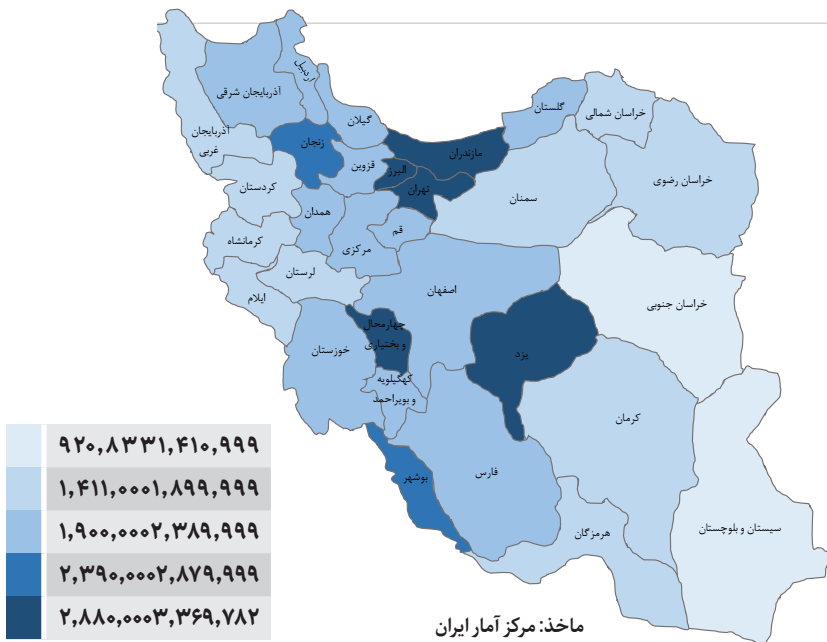 اردبیل
آذربایجان شرقی
گیلان
گلستان
خراسان شمالی
آذربایجان
غربی
زنجان
مازندران
قزوین
البرز
تهران
خراسان رضوی
کردستان
سمنان
همدان
قم
کرمانشاه
مرکزی
لرستان
ایلام
اصفهان
خراسان جنوبی
چهارمحال
و بختیاری
خوزستان
یزد
کهگیلویه
و بویراحمد
کرمان
فارس
بوشهر
سیستان و بلوچستان
هرمزگان
۹۲۰,۸۳۳۱,۴۱۰,۹۹۹
۱,۴۱۱,۰۰۰۱,۸۹۹,۹۹۹
۱,۹۰۰,۰۰۰۲,۳۸۹,۹۹۹
۲,۳۹۰,۰۰۰۲,۸۷۹,۹۹۹
۲,۸۸۰,۰۰۰۳,۳۶۹,۷۸۲
ماخذ: مرکز آمار ایران